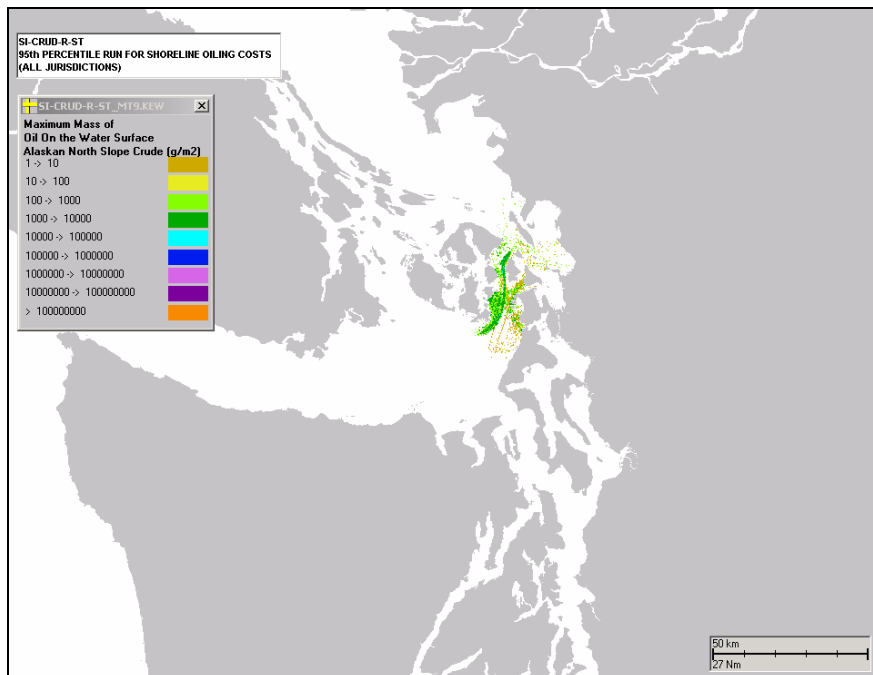 SI-CRUD-R-ST
95th PERCENTILE RUN FOR SHORELINE OILING COSTS
(ALL JURISDICTIONS)
SI-CRUD-R-ST_MT9.KEW
Maximum Mass of
Oil On the Water Surface
Alaskan North Slope Crude (g/m2)
1 -> 10
10 -> 100
100 -> 1000
1000 -> 10000
10000 -> 100000
100000 -> 1000000
1000000 -> 10000000
10000000 -> 100000000
> 100000000
50 km
27 Nm